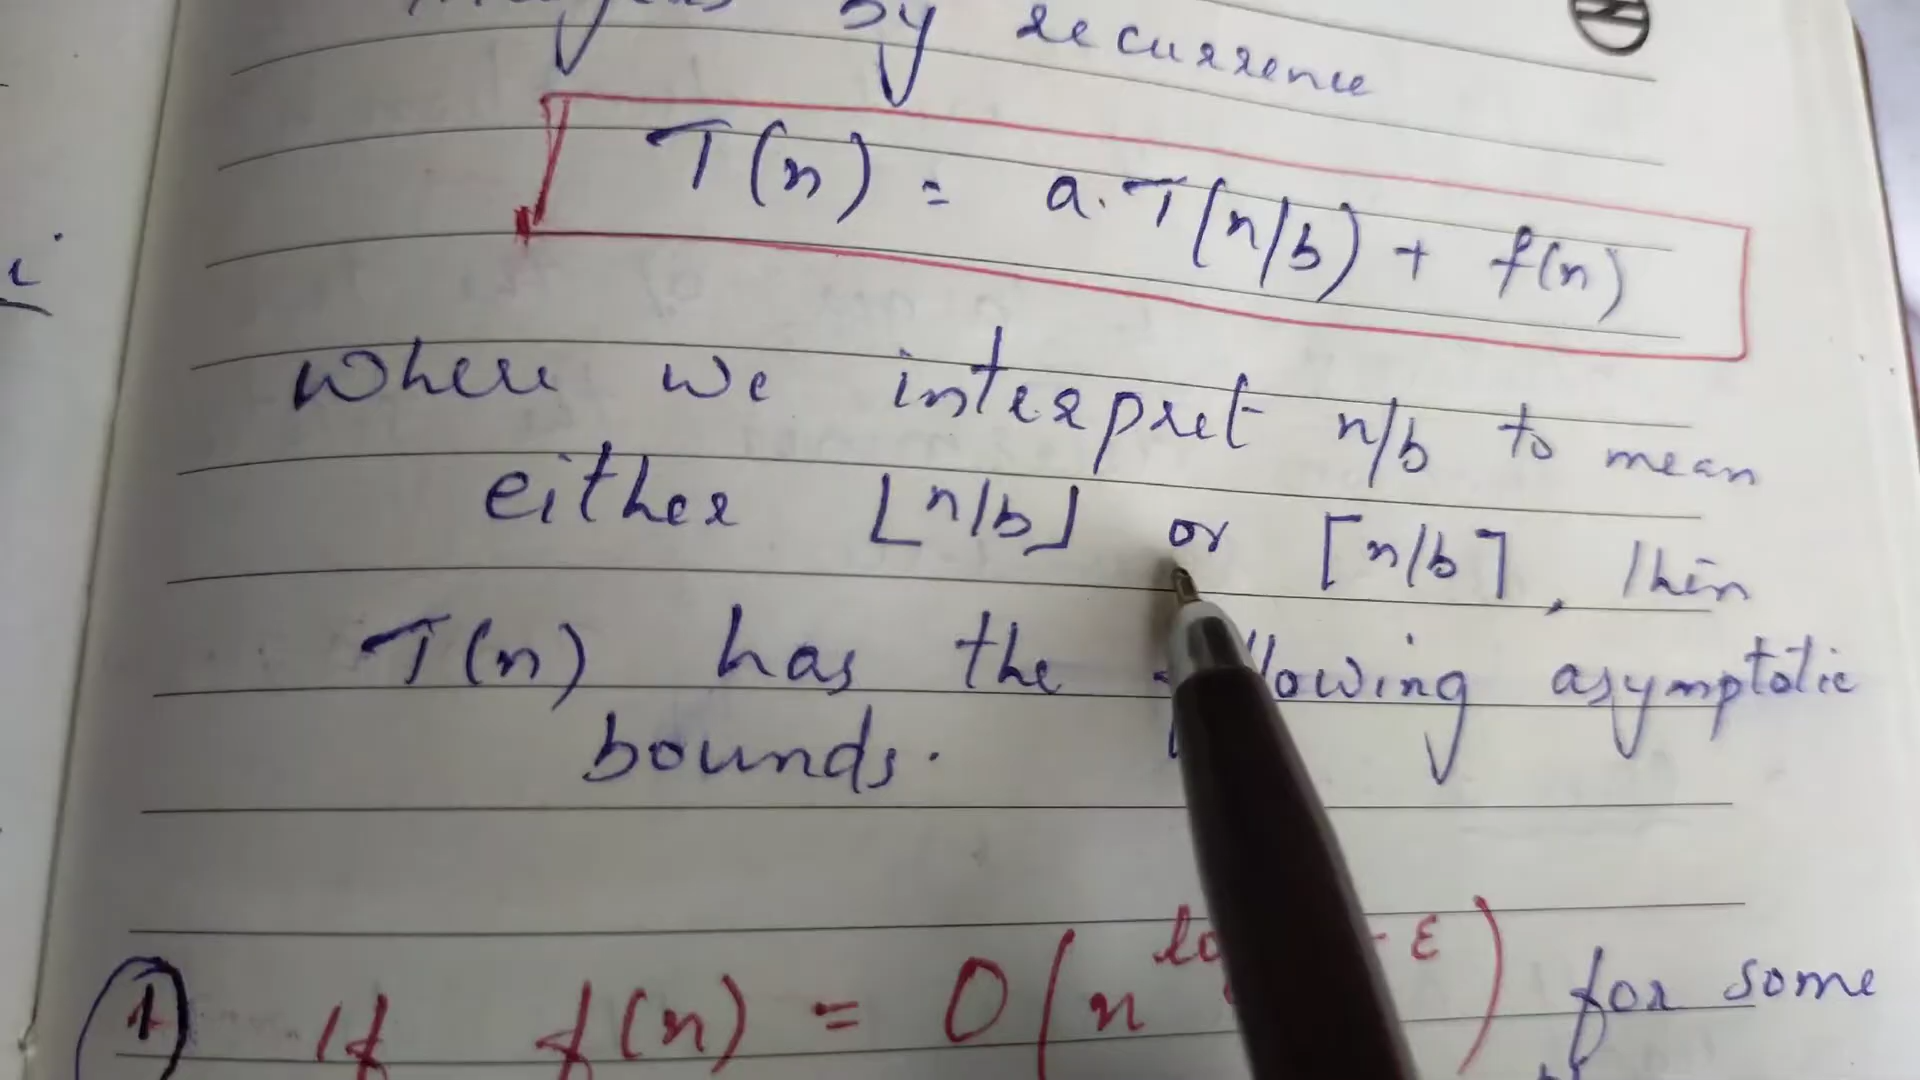 by recurrence
T(n) = a.T(n/b) + f(n)
where we interpret n/b to mean
either ⌊n/b⌋ or ⌈n/b⌉, then
T(n) has the asymptotic
bounds.
1 If f(n) = O(n for some
i